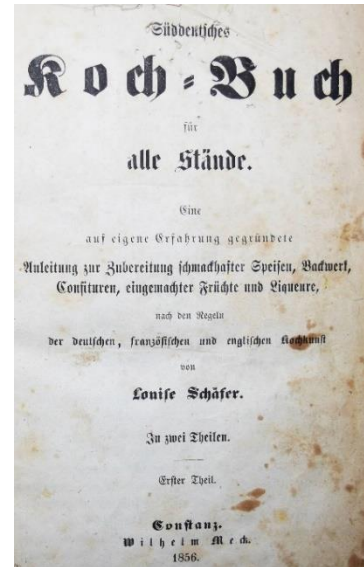 Süddeutsches
Koch=Buch
für
alle Stände.
Eine
auf eigene Erfahrung gegründete
Anleitung zur Zubereitung schmackhafter Speisen, Backwerk,
Confituren, eingemachter Früchte und Liqueure,
nach den Regeln
der deutschen, französischen und englischen Kochkunst
von
Louise Schäfer.
In zwei Theilen.
Erster Theil.
Constanz.
Wilhelm Meck.
1856.